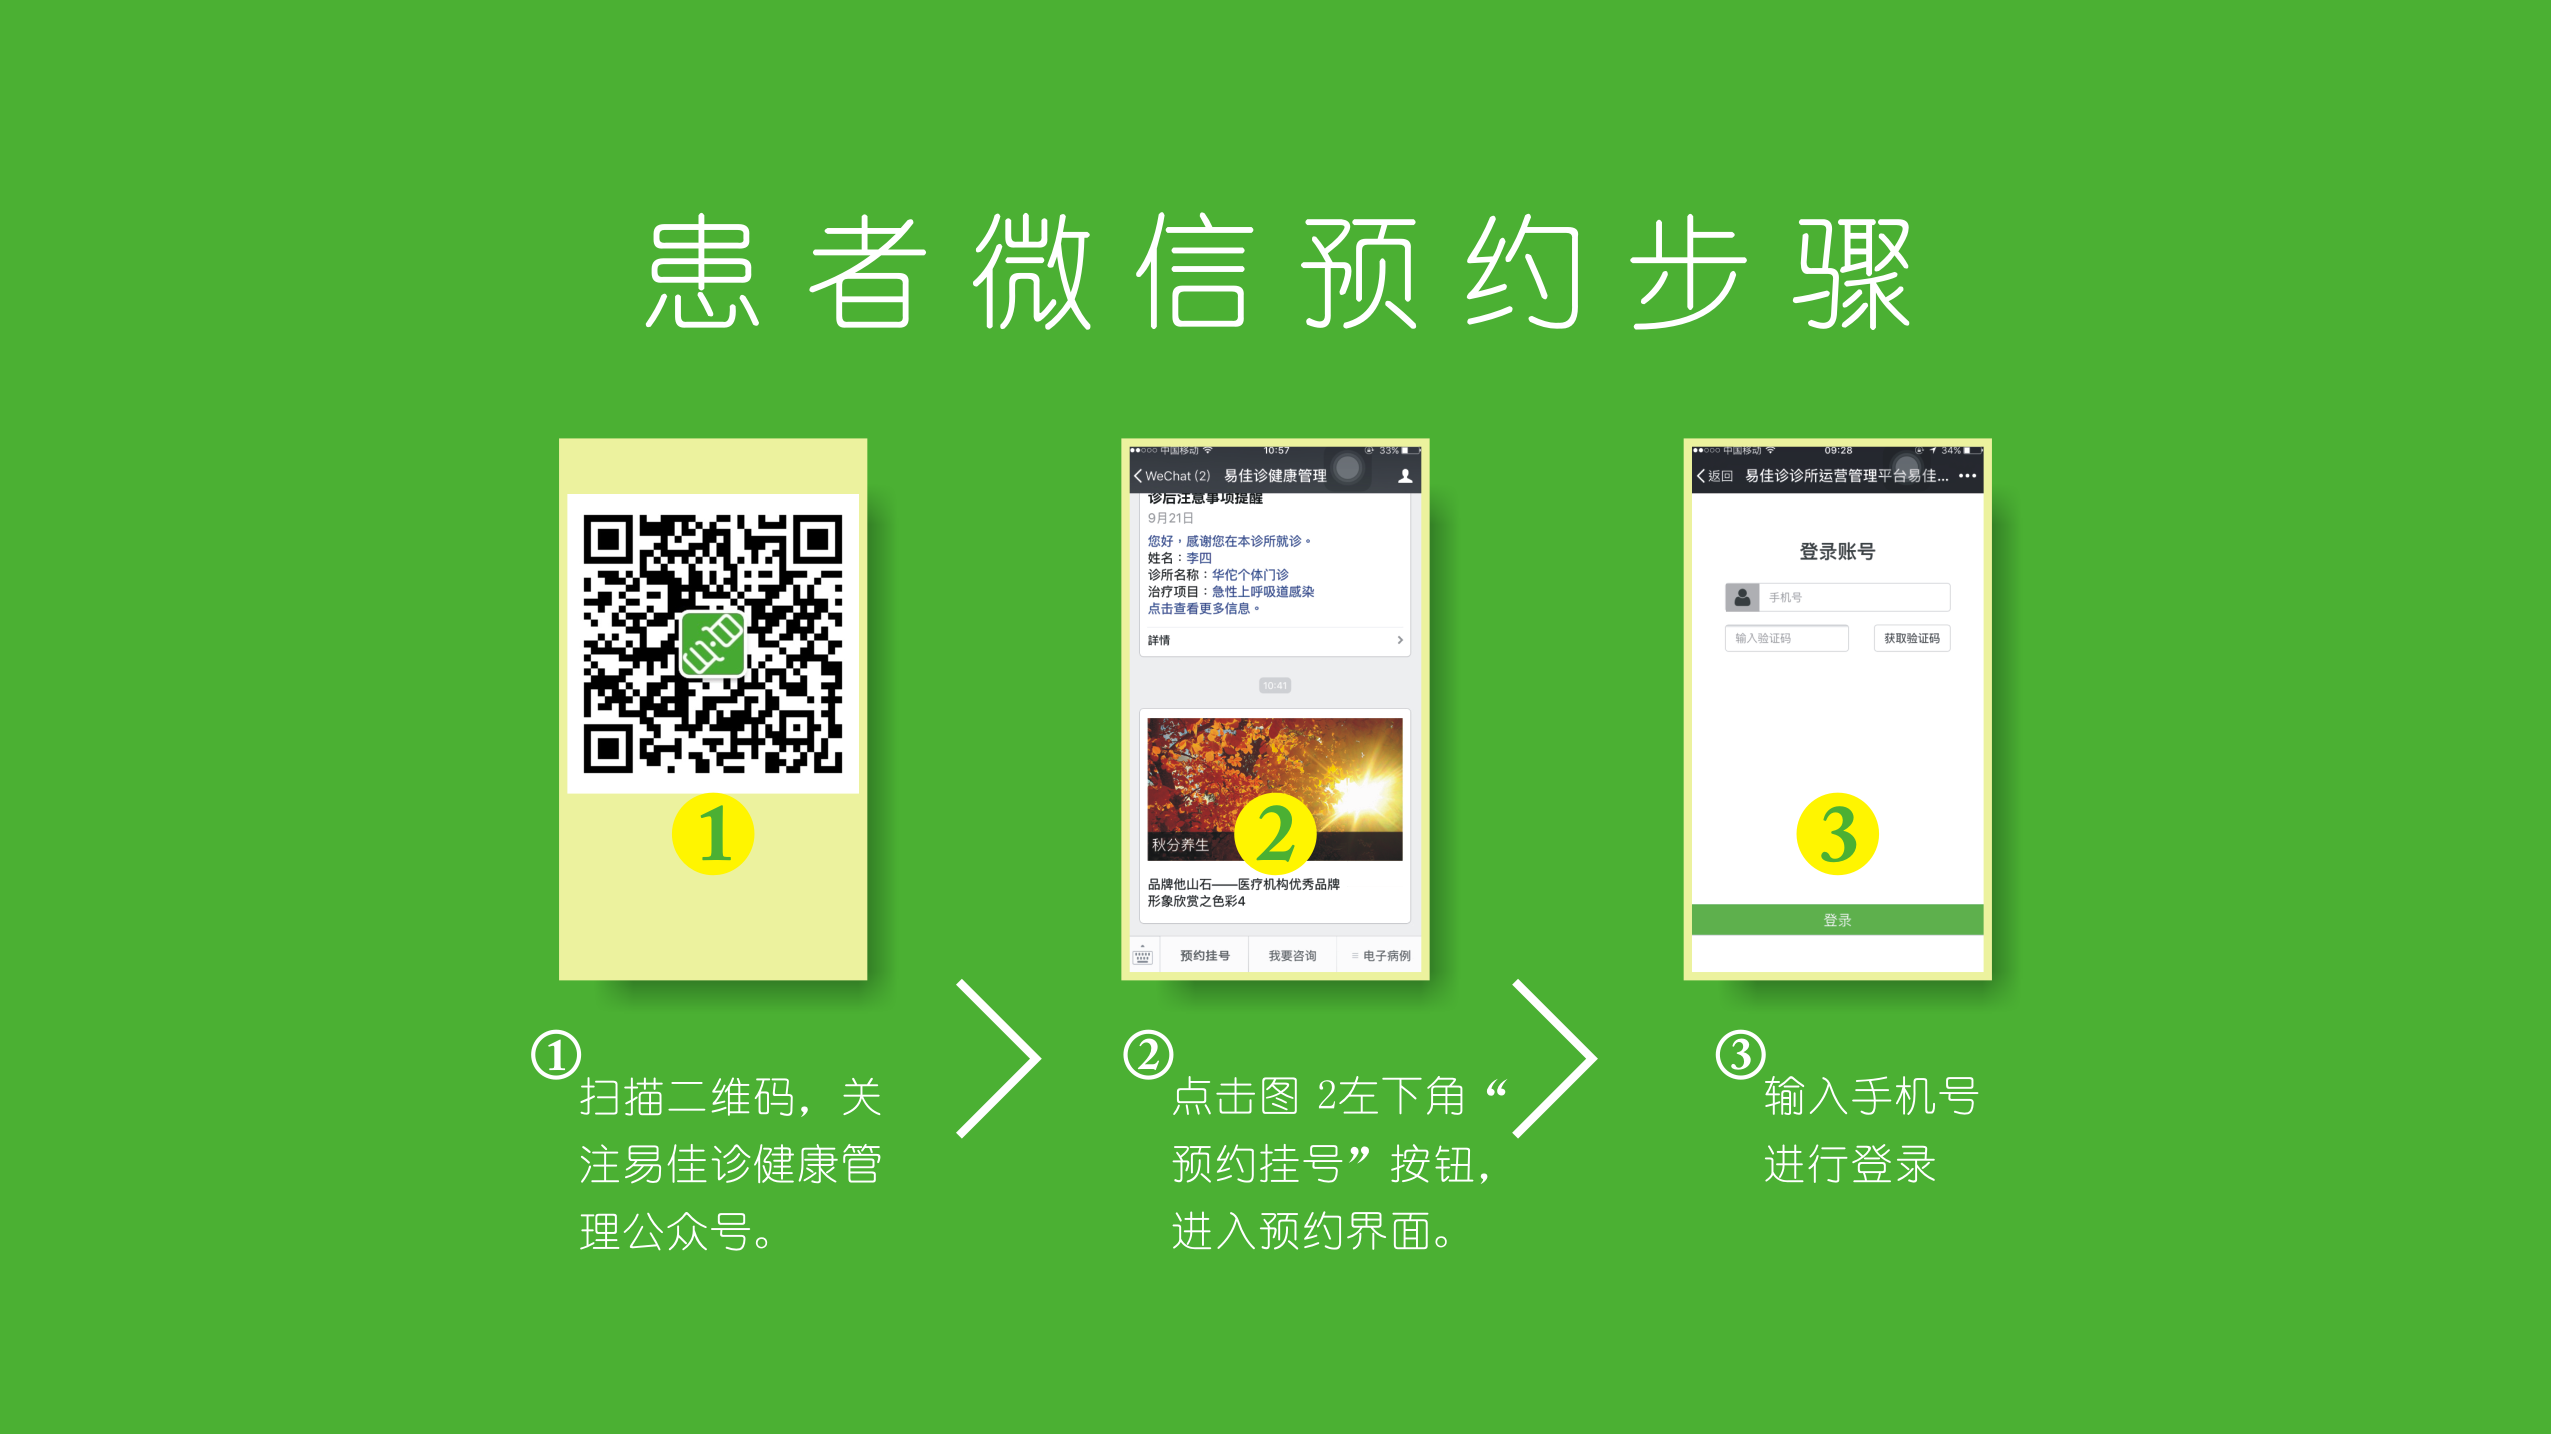 患者微信预约步骤
1
中国移动 10:57 33%
WeChat (2) 易佳诊健康管理
诊后注意事项提醒
9月21日
您好，感谢您在本诊所就诊。
姓名：李四
诊所名称：华佗个体门诊
治疗项目：急性上呼吸道感染
点击查看更多信息。
詳情
10:41
秋分养生
2
品牌他山石——医疗机构优秀品牌
形象欣赏之色彩4
预约挂号 我要咨询 电子病例
中国移动 09:28 34%
返回 易佳诊诊所运营管理平台易佳...
登录账号
手机号
输入验证码 获取验证码
3
登录
①
扫描二维码，关
注易佳诊健康管
理公众号。
②
点击图 2左下角“
预约挂号”按钮，
进入预约界面。
③
输入手机号
进行登录